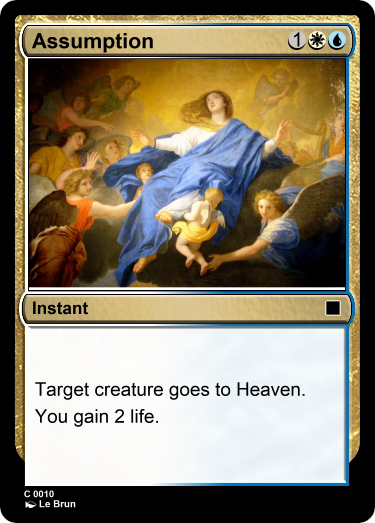 Assumption 1
Instant
Target creature goes to Heaven.
You gain 2 life.
C 0010
Le Brun